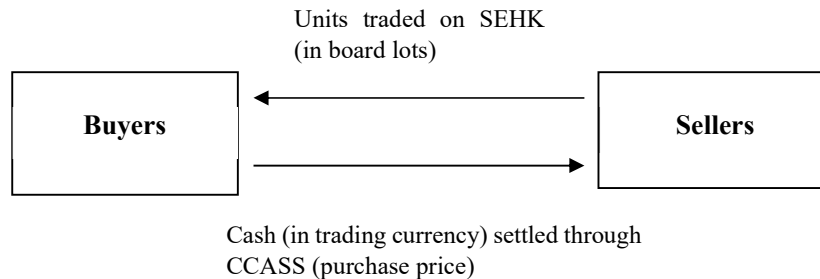 Units traded on SEHK
(in board lots)
Buyers
Sellers
Cash (in trading currency) settled through
CCASS (purchase price)